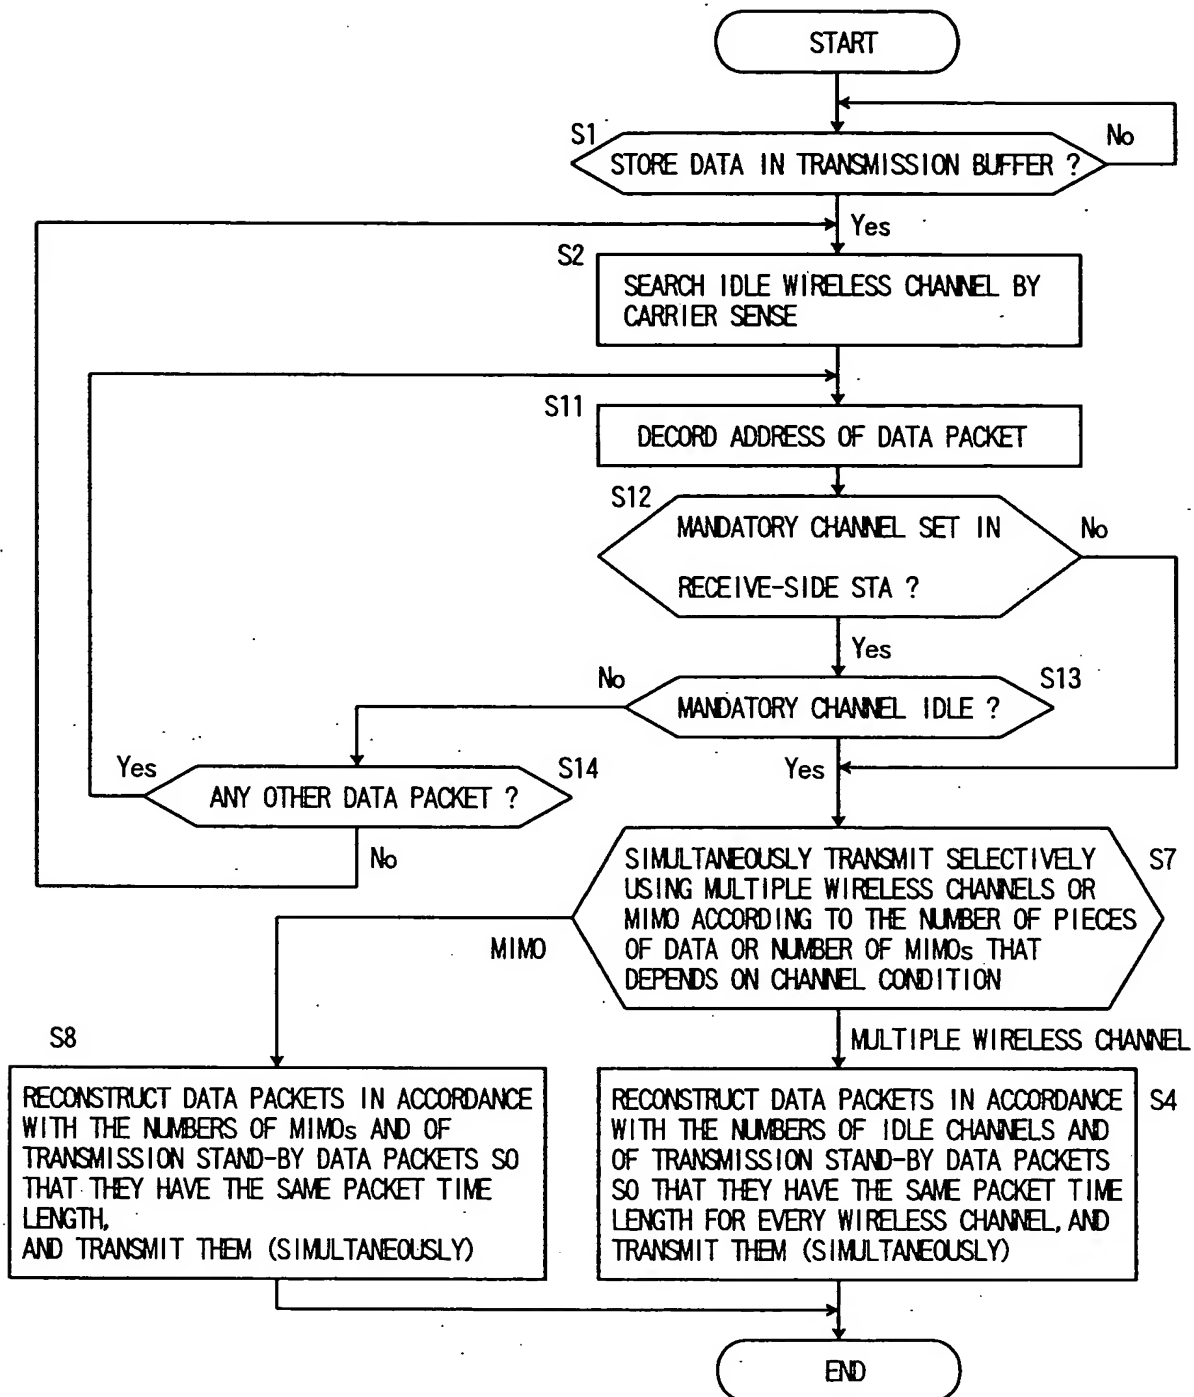 START
S1
No
STORE DATA IN TRANSMISSION BUFFER ?
Yes
S2
SEARCH IDLE WIRELESS CHANNEL BY
CARRIER SENSE
S11
DECORD ADDRESS OF DATA PACKET
S12
MANDATORY CHANNEL SET IN
RECEIVE-SIDE STA ?
No
Yes
No
S13
MANDATORY CHANNEL IDLE ?
Yes
Yes
S14
ANY OTHER DATA PACKET ?
No
SIMULTANEOUSLY TRANSMIT SELECTIVELY
USING MULTIPLE WIRELESS CHANNELS OR
MIMO ACCORDING TO THE NUMBER OF PIECES
OF DATA OR NUMBER OF MIMOs THAT
DEPENDS ON CHANNEL CONDITION
S7
MIMO
MULTIPLE WIRELESS CHANNEL
S8
RECONSTRUCT DATA PACKETS IN ACCORDANCE
WITH THE NUMBERS OF MIMOs AND OF
TRANSMISSION STAND-BY DATA PACKETS SO
THAT THEY HAVE THE SAME PACKET TIME
LENGTH,
AND TRANSMIT THEM (SIMULTANEOUSLY)
S4
RECONSTRUCT DATA PACKETS IN ACCORDANCE
WITH THE NUMBERS OF IDLE CHANNELS AND
OF TRANSMISSION STAND-BY DATA PACKETS
SO THAT THEY HAVE THE SAME PACKET TIME
LENGTH FOR EVERY WIRELESS CHANNEL, AND
TRANSMIT THEM (SIMULTANEOUSLY)
END